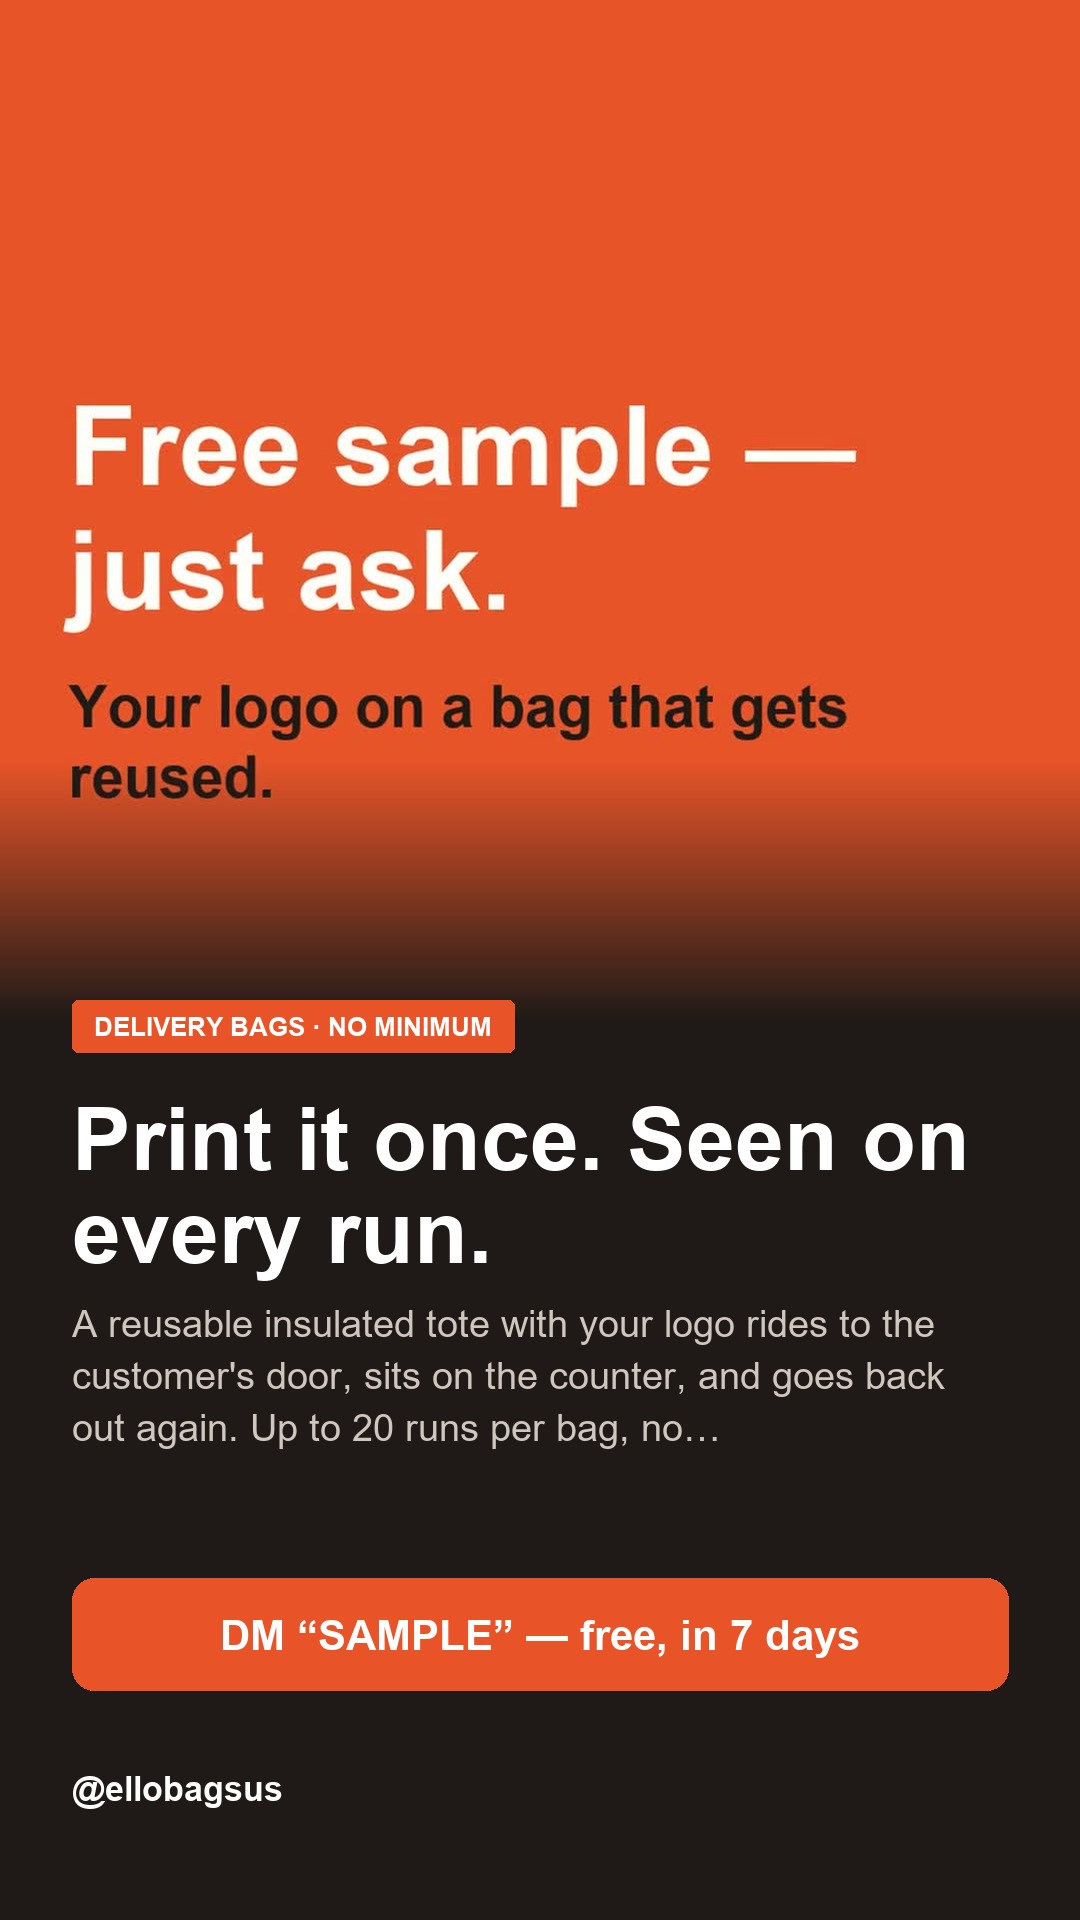 Free sample —
just ask.
Your logo on a bag that gets
reused.
DELIVERY BAGS · NO MINIMUM
Print it once. Seen on
every run.
A reusable insulated tote with your logo rides to the
customer's door, sits on the counter, and goes back
out again. Up to 20 runs per bag, no…
DM “SAMPLE” — free, in 7 days
@ellobagsus